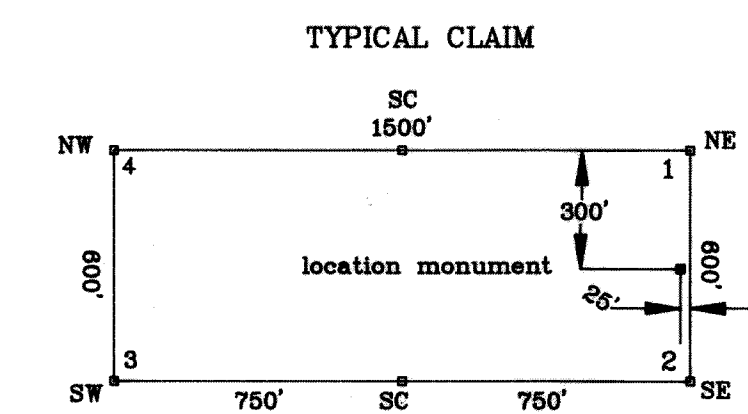 TYPICAL CLAIM
SC
1500'
NW
NE
4
1
300'
600'
location monument
600'
25'
3
2
SW
750'
SC
750'
SE